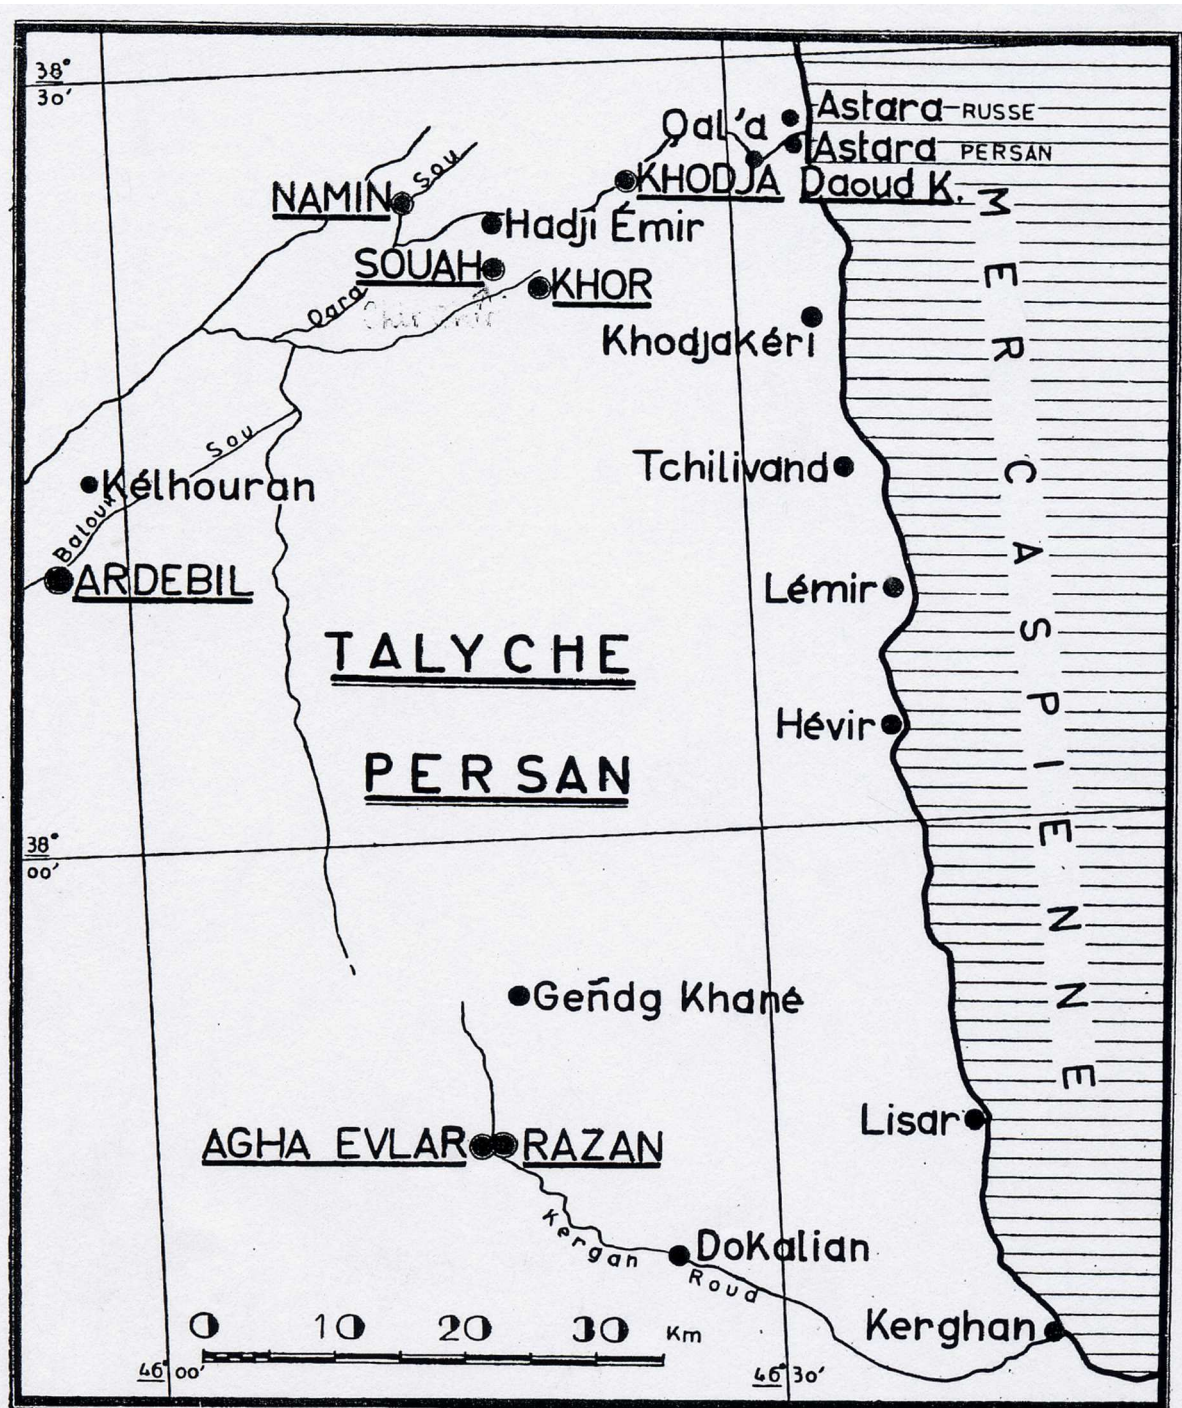 38°
30'
Astara RUSSE
Qal'a
Astara PERSAN
KHODJA Daoud K.
NAMIN
Sou
Hadji Émir
SOUAH
KHOR
Qara
Khodjakéri
MER CASPIENNE
Sou
Tchilivand
Kélhouran
Balouk
ARDEBIL
Lémir
TALYCHE
PERSAN
Hévir
38°
00'
Geñdg Khané
Lisar
AGHA EVLAR RAZAN
Kergan
DoKalian
Roud
Kerghan
0 10 20 30 Km
46° 00'
46° 30'